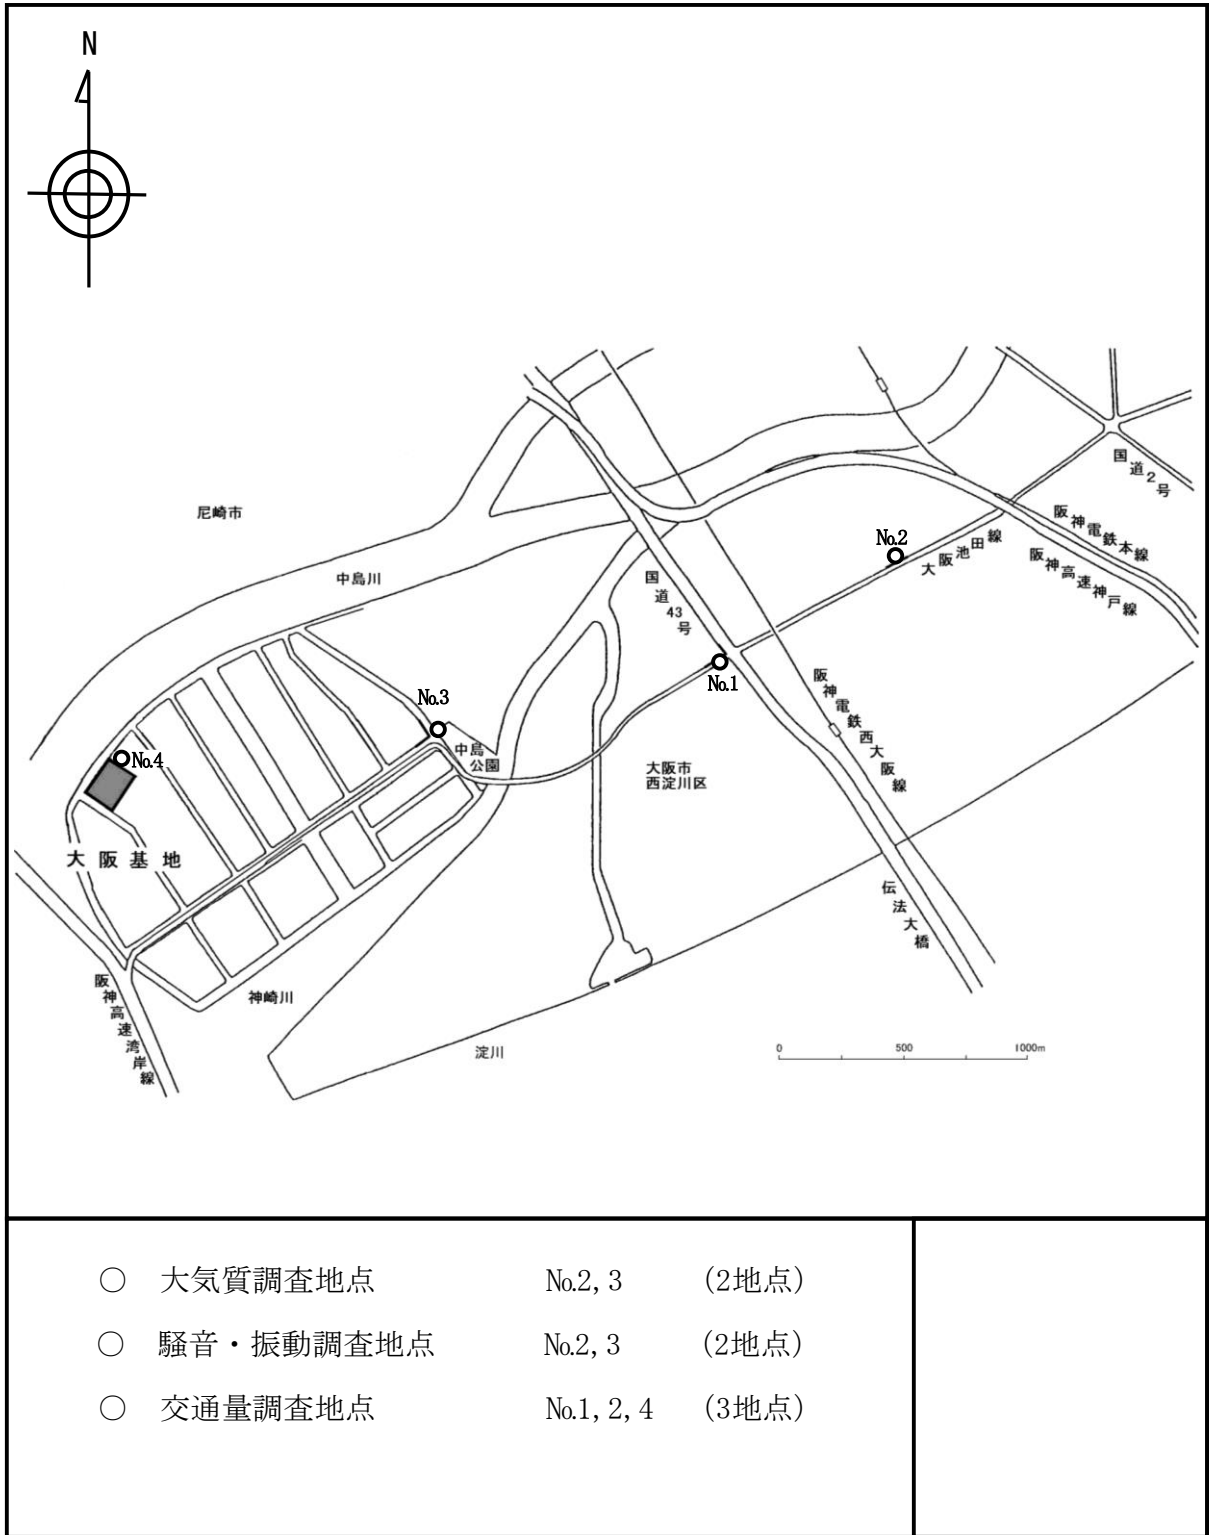 N
尼崎市
中島川
国道2号
阪神電鉄本線
阪神高速神戸線
No.2
大阪池田線
国道43号
No.1
No.3
中島
公園
阪神電鉄西大阪線
大阪市
西淀川区
No.4
大阪基地
伝法大橋
阪神高速湾岸線
神崎川
淀川
0 500 1000m
○ 大気質調査地点 No.2, 3 (2地点)
○ 騒音・振動調査地点 No.2, 3 (2地点)
○ 交通量調査地点 No.1, 2, 4 (3地点)